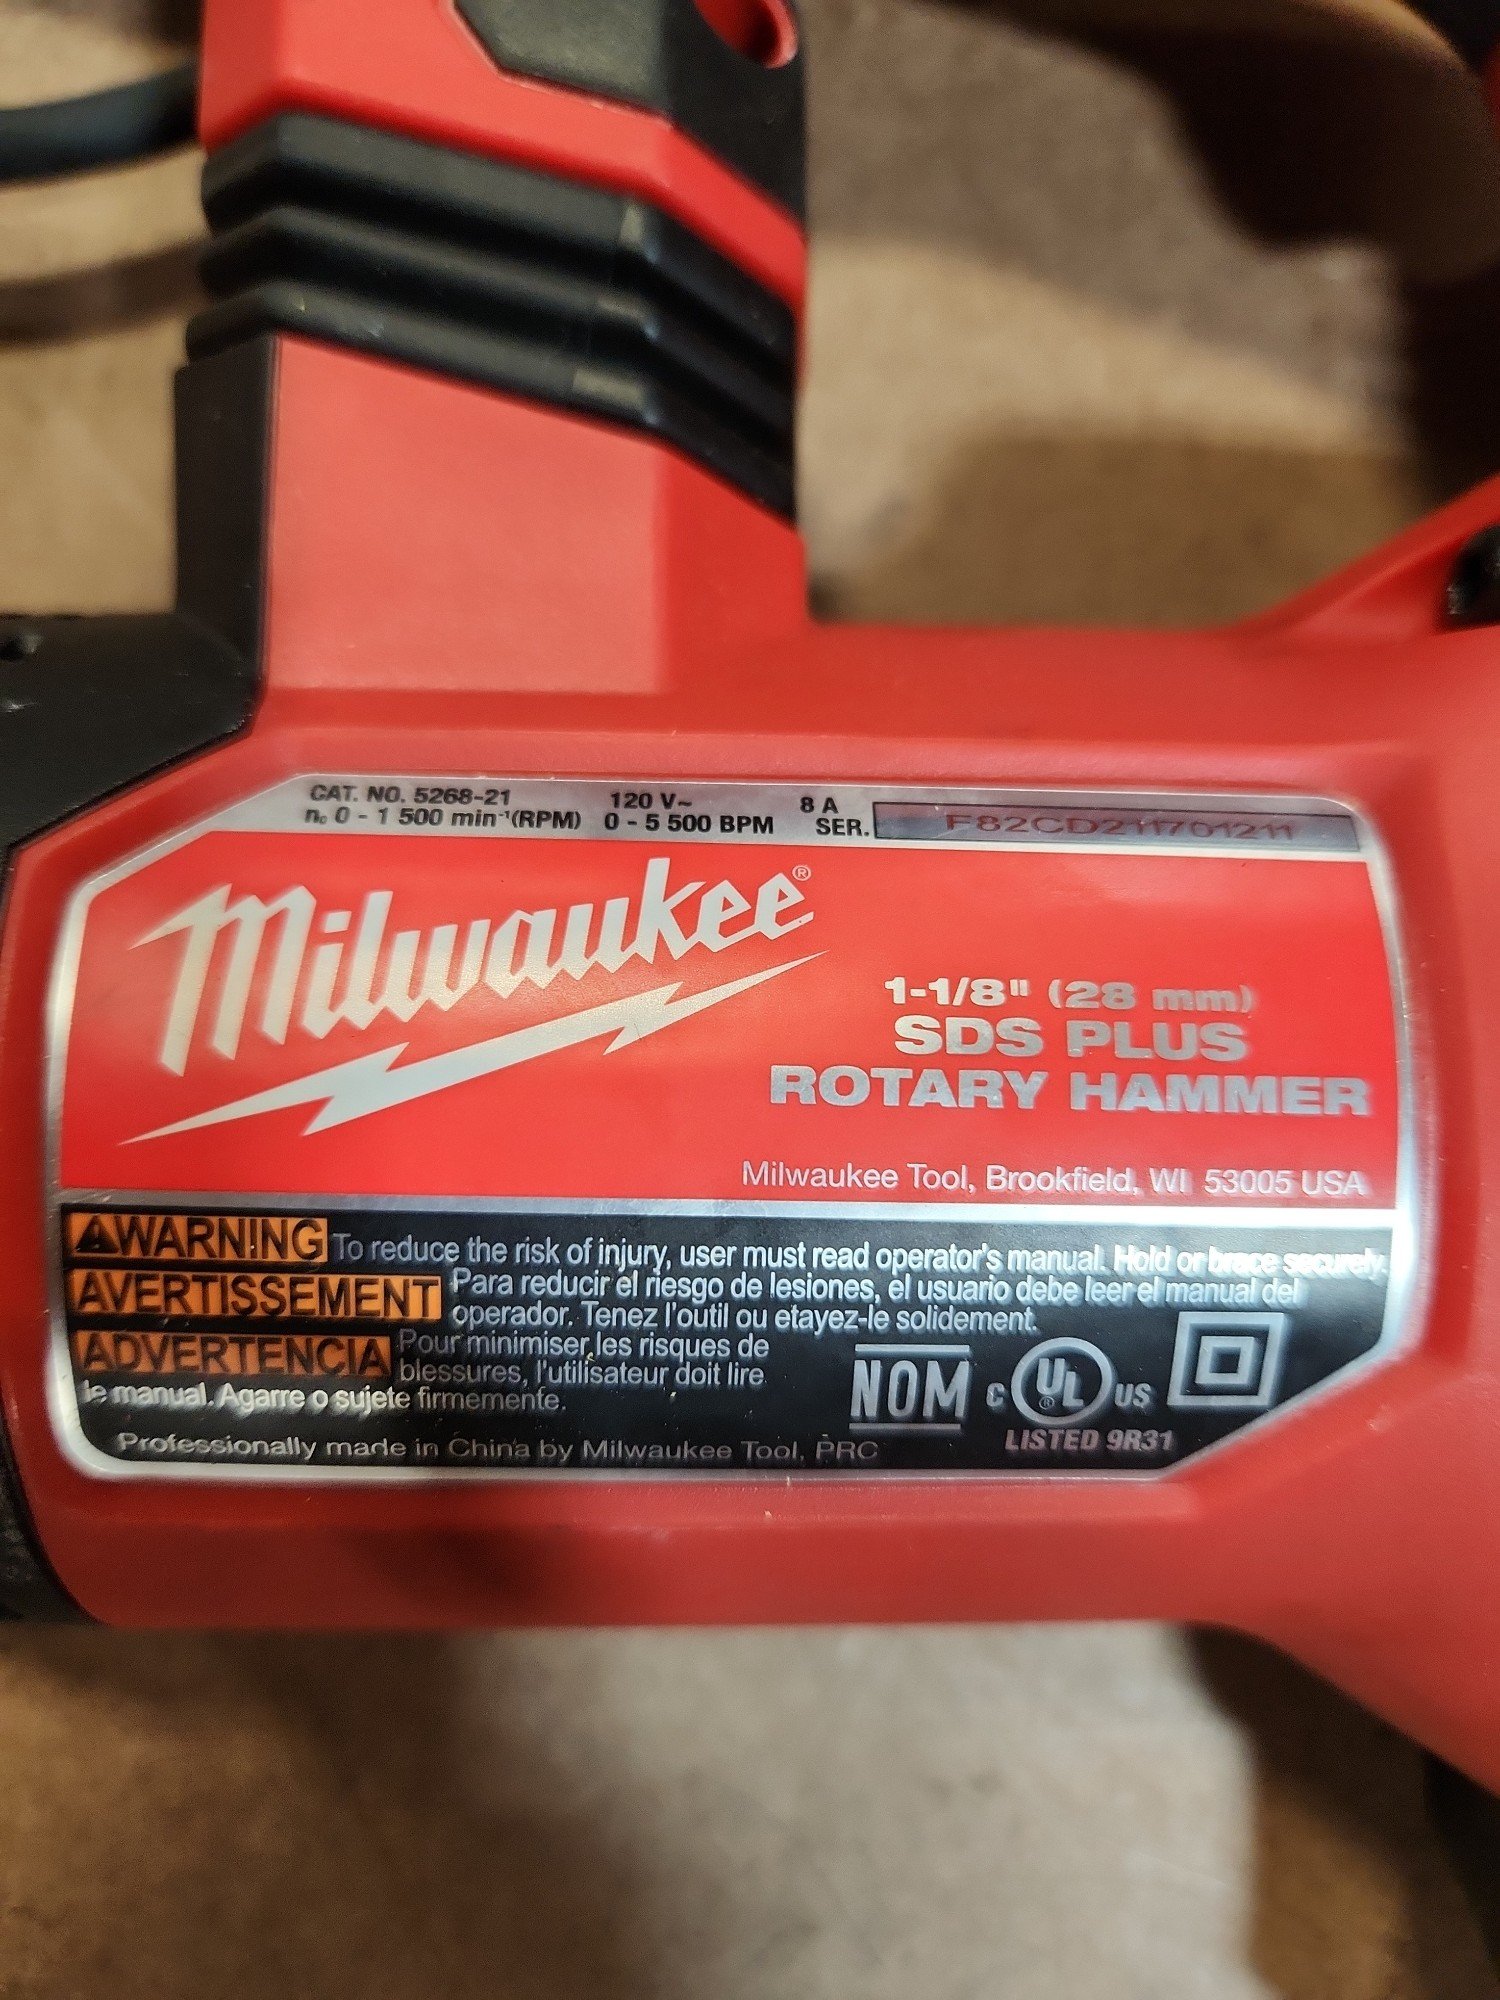 CAT. NO. 5268-21 120 V~ 8 A
n₀ 0 - 1 500 min⁻¹(RPM) 0 - 5 500 BPM SER. F82CD211701211
Milwaukee®
1-1/8" (28 mm)
SDS PLUS
ROTARY HAMMER
Milwaukee Tool, Brookfield, WI 53005 USA
WARNING To reduce the risk of injury, user must read operator's manual. Hold or brace securely.
AVERTISSEMENT Para reducir el riesgo de lesiones, el usuario debe leer el manual del
operador. Tenez l'outil ou etayez-le solidement.
ADVERTENCIA Pour minimiser les risques de
blessures, l'utilisateur doit lire
le manual. Agarre o sujete firmemente.
NOM
C UL® US
LISTED 9R31
Professionally made in China by Milwaukee Tool, PRC